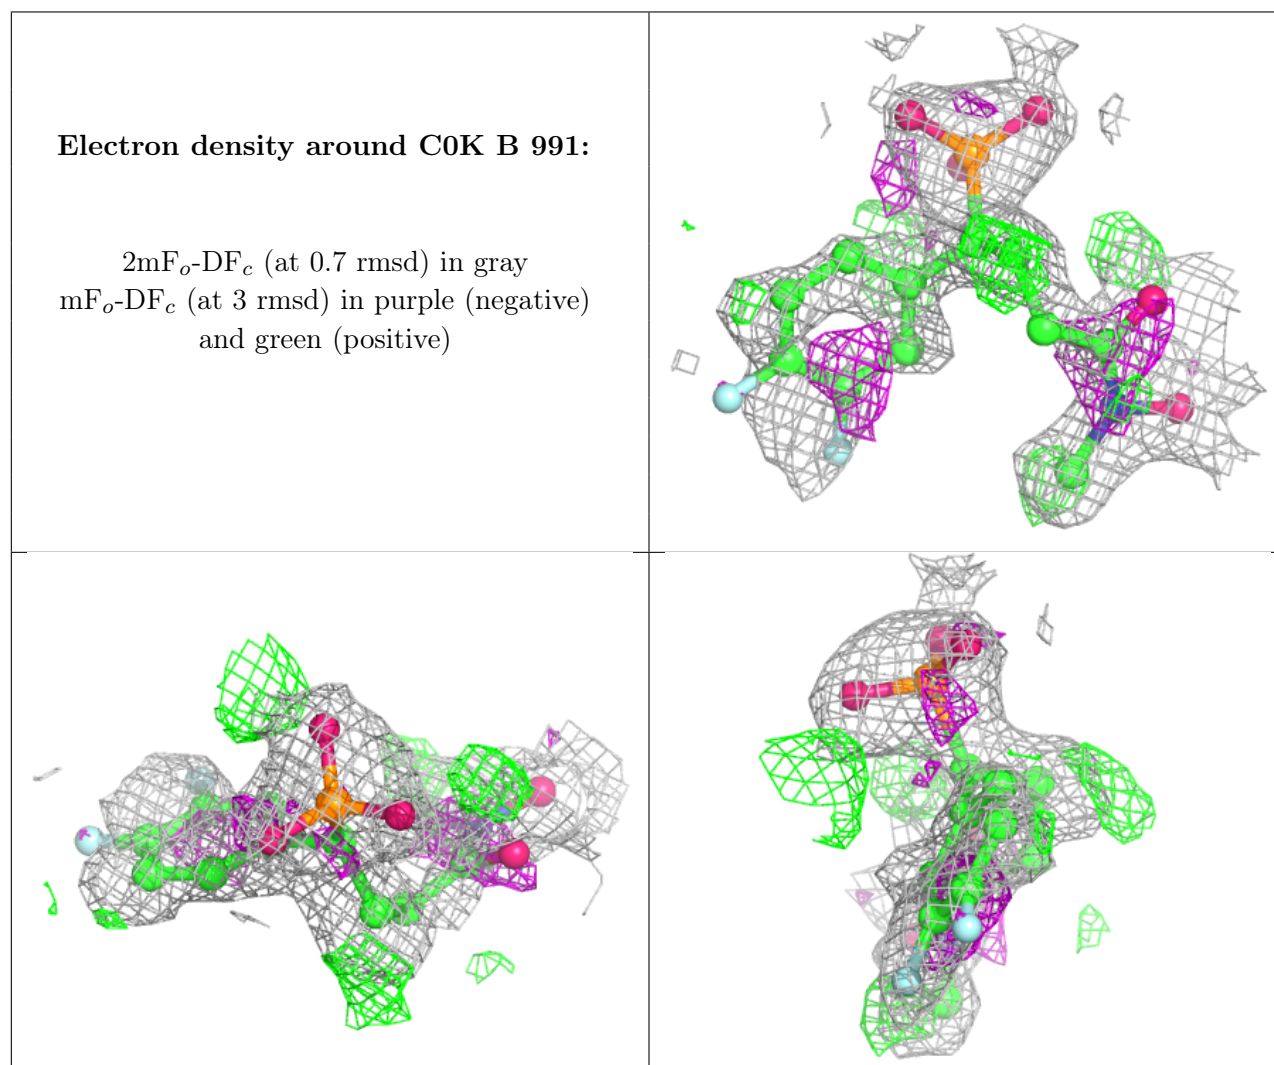 Electron density around C0K B 991:
2mFo-DFc (at 0.7 rmsd) in gray
mFo-DFc (at 3 rmsd) in purple (negative)
and green (positive)